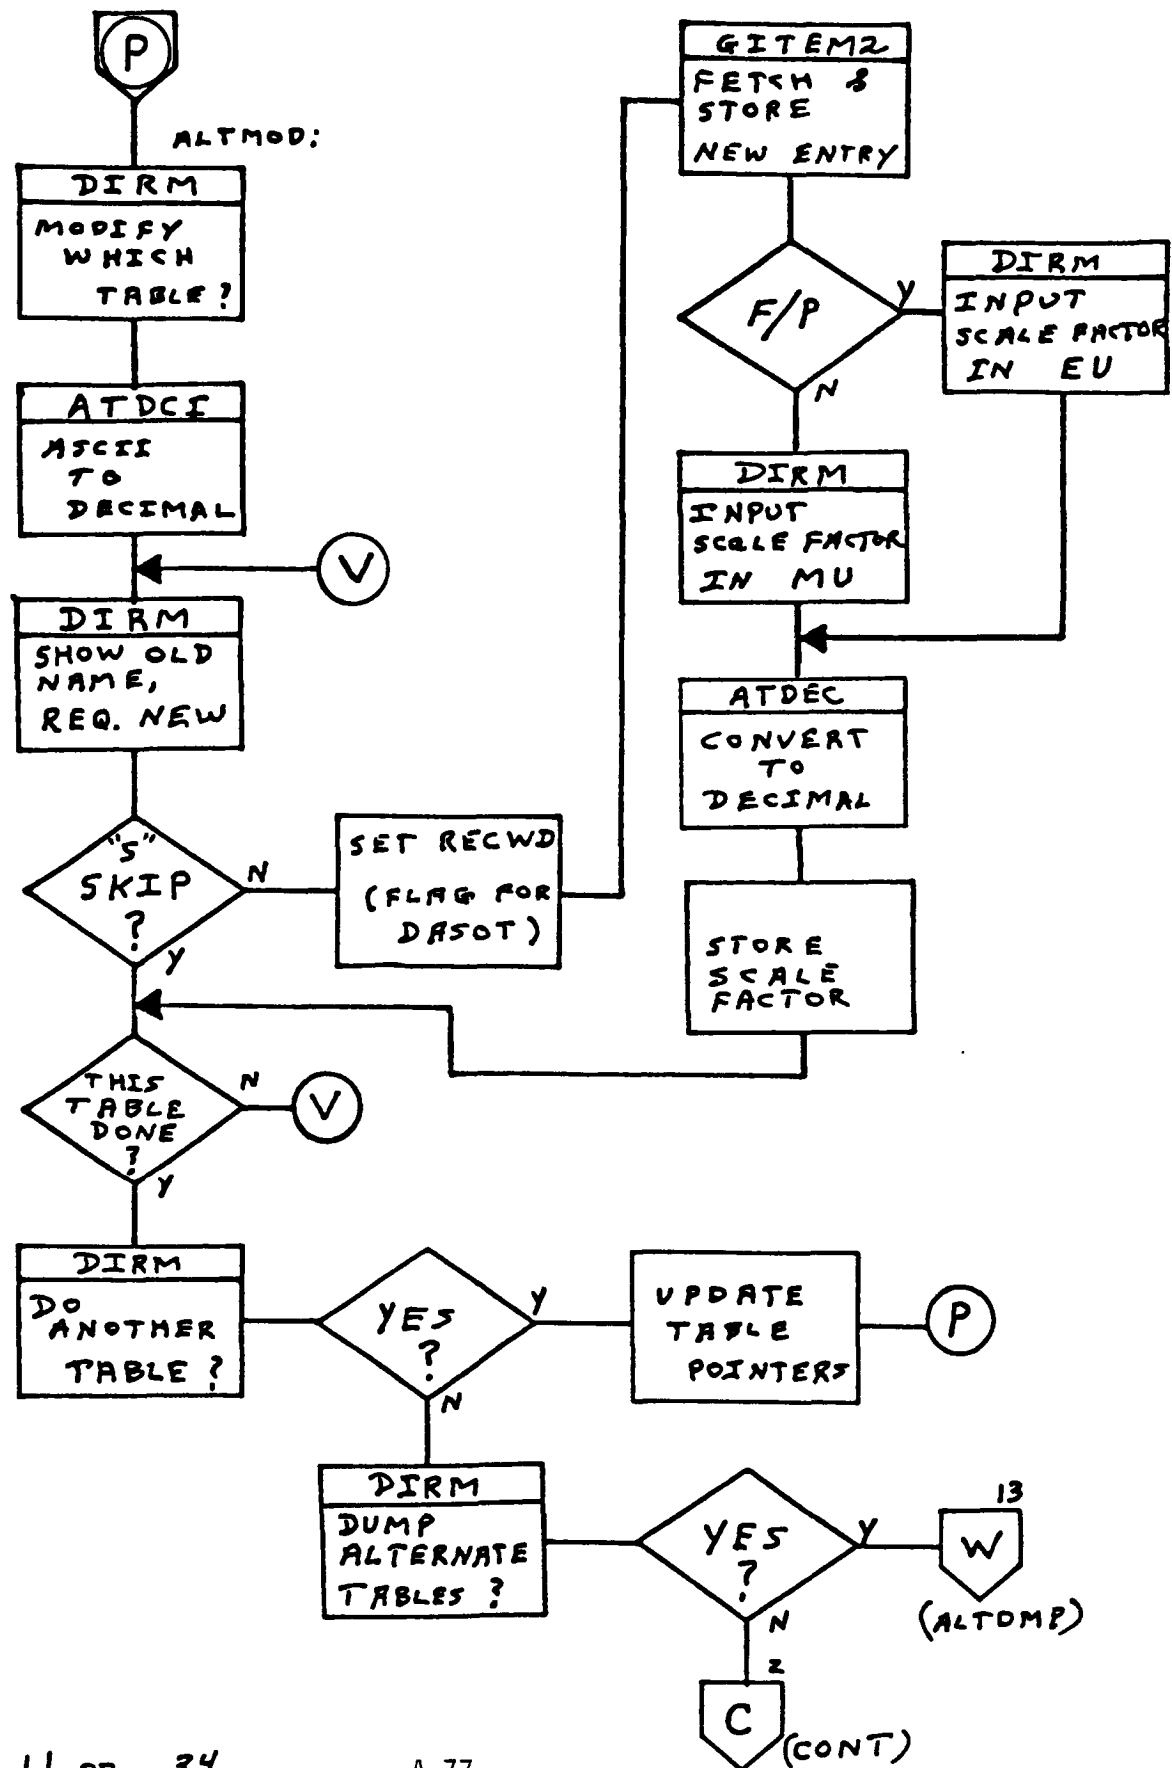 P
ALTMOD:
DIRM
MODIFY
WHICH
TABLE?
ATDCI
ASCII
TO
DECIMAL
V
DIRM
SHOW OLD
NAME,
REQ. NEW
"S"
SKIP
?
N
Y
SET RECWD
(FLAG FOR
DASOT)
GITEM2
FETCH &
STORE
NEW ENTRY
F/P
Y
N
DIRM
INPUT
SCALE FACTOR
IN EU
DIRM
INPUT
SCALE FACTOR
IN MU
ATDEC
CONVERT
TO
DECIMAL
STORE
SCALE
FACTOR
THIS
TABLE
DONE
?
N
V
Y
DIRM
DO
ANOTHER
TABLE?
YES
?
Y
N
UPDATE
TABLE
POINTERS
P
DIRM
DUMP
ALTERNATE
TABLES?
YES
?
Y
N
13
W
(ALTDMP)
2
C
(CONT)